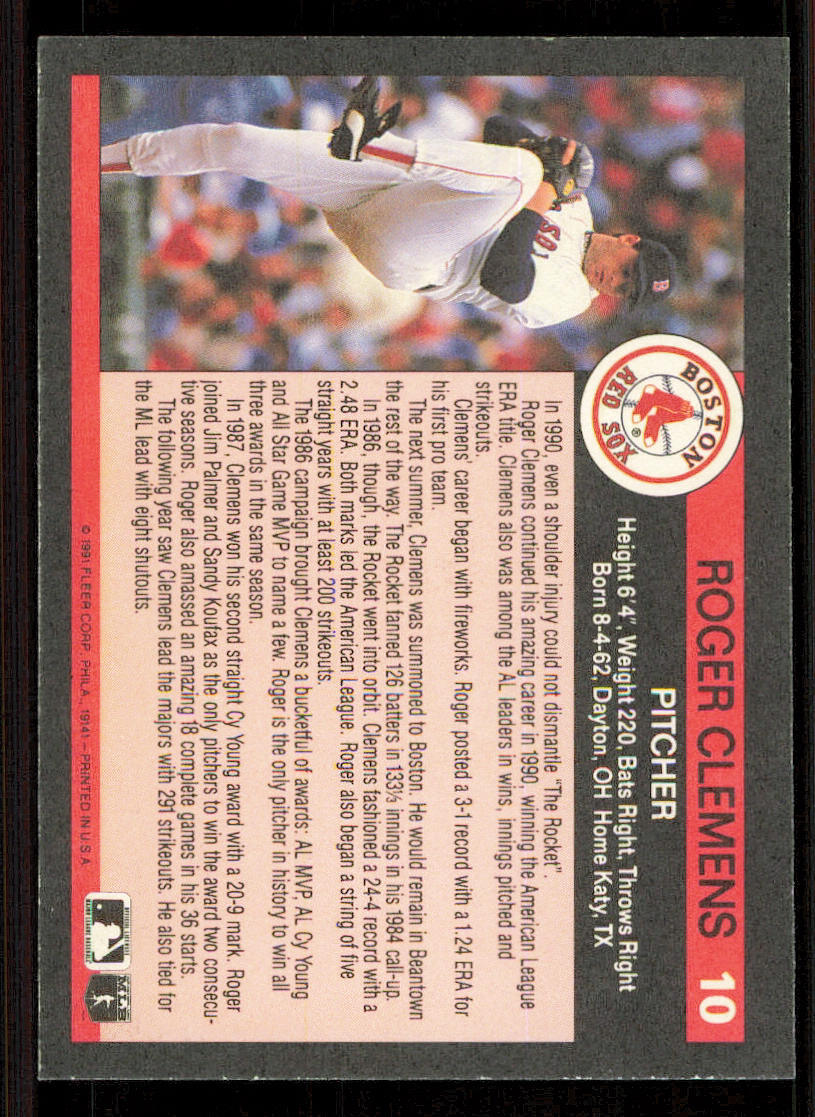 ROGER CLEMENS 10
PITCHER
Height 6'4", Weight 220, Bats Right, Throws Right
Born 8-4-62, Dayton, OH Home Katy, TX
BOSTON
RED SOX
®
In 1990, even a shoulder injury could not dismantle "The Rocket".
Roger Clemens continued his amazing career in 1990, winning the American League
ERA title. Clemens also was among the AL leaders in wins, innings pitched and
strikeouts.
Clemens' career began with fireworks. Roger posted a 3-1 record with a 1.24 ERA for
his first pro team.
The next summer, Clemens was summoned to Boston. He would remain in Beantown
the rest of the way. The Rocket fanned 126 batters in 133⅓ innings in his 1984 call-up.
In 1986, though, the Rocket went into orbit. Clemens fashioned a 24-4 record with a
2.48 ERA. Both marks led the American League. Roger also began a string of five
straight years with at least 200 strikeouts.
The 1986 campaign brought Clemens a bucketful of awards: AL MVP, AL Cy Young
and All Star Game MVP to name a few. Roger is the only pitcher in history to win all
three awards in the same season.
In 1987, Clemens won his second straight Cy Young award with a 20-9 mark. Roger
joined Jim Palmer and Sandy Koufax as the only pitchers to win the award two consecu-
tive seasons. Roger also amassed an amazing 18 complete games in his 36 starts.
The following year saw Clemens lead the majors with 291 strikeouts. He also tied for
the ML lead with eight shutouts.
© 1991 FLEER CORP. PHILA., 19141 – PRINTED IN U S A
OFFICIAL LICENSEE
MAJOR LEAGUE BASEBALL
MLB
B
SO